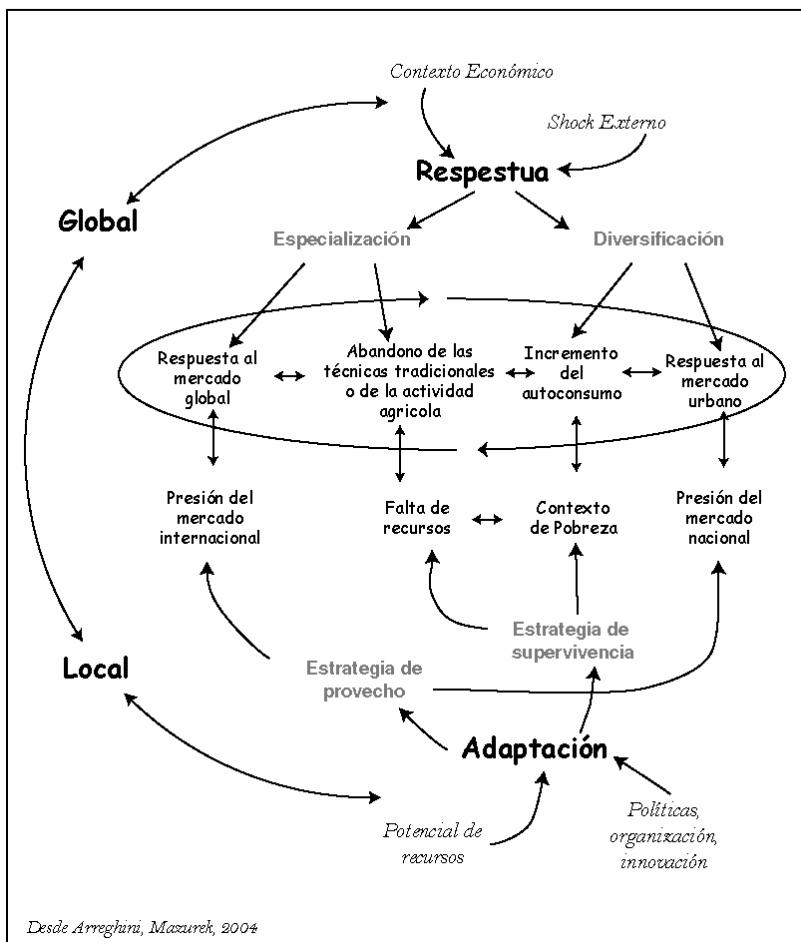 Contexto Económico
Shock Externo
Respestua
Global
Especialización
Diversificación
Respuesta al
mercado
global
Abandono de las
técnicas tradicionales
o de la actividad
agricola
Incremento
del
autoconsumo
Respuesta al
mercado
urbano
Presión del
mercado
internacional
Falta de
recursos
Contexto
de Pobreza
Presión del
mercado
nacional
Estrategia de
supervivencia
Local
Estrategia de
provecho
Adaptación
Potencial de
recursos
Políticas,
organización,
innovación
Desde Arreghini, Mazurek, 2004